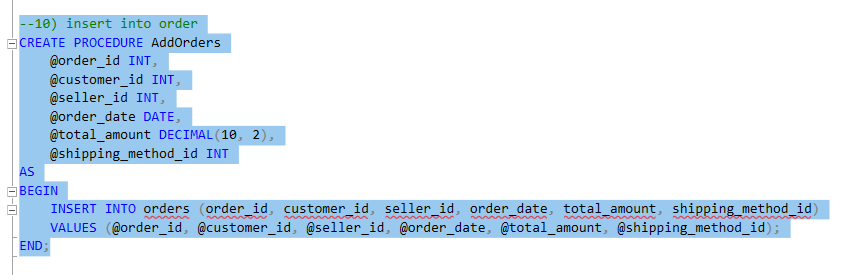 --10) insert into order
CREATE PROCEDURE AddOrders
    @order_id INT,
    @customer_id INT,
    @seller_id INT,
    @order_date DATE,
    @total_amount DECIMAL(10, 2),
    @shipping_method_id INT
AS
BEGIN
    INSERT INTO orders (order_id, customer_id, seller_id, order_date, total_amount, shipping_method_id)
    VALUES (@order_id, @customer_id, @seller_id, @order_date, @total_amount, @shipping_method_id);
END;